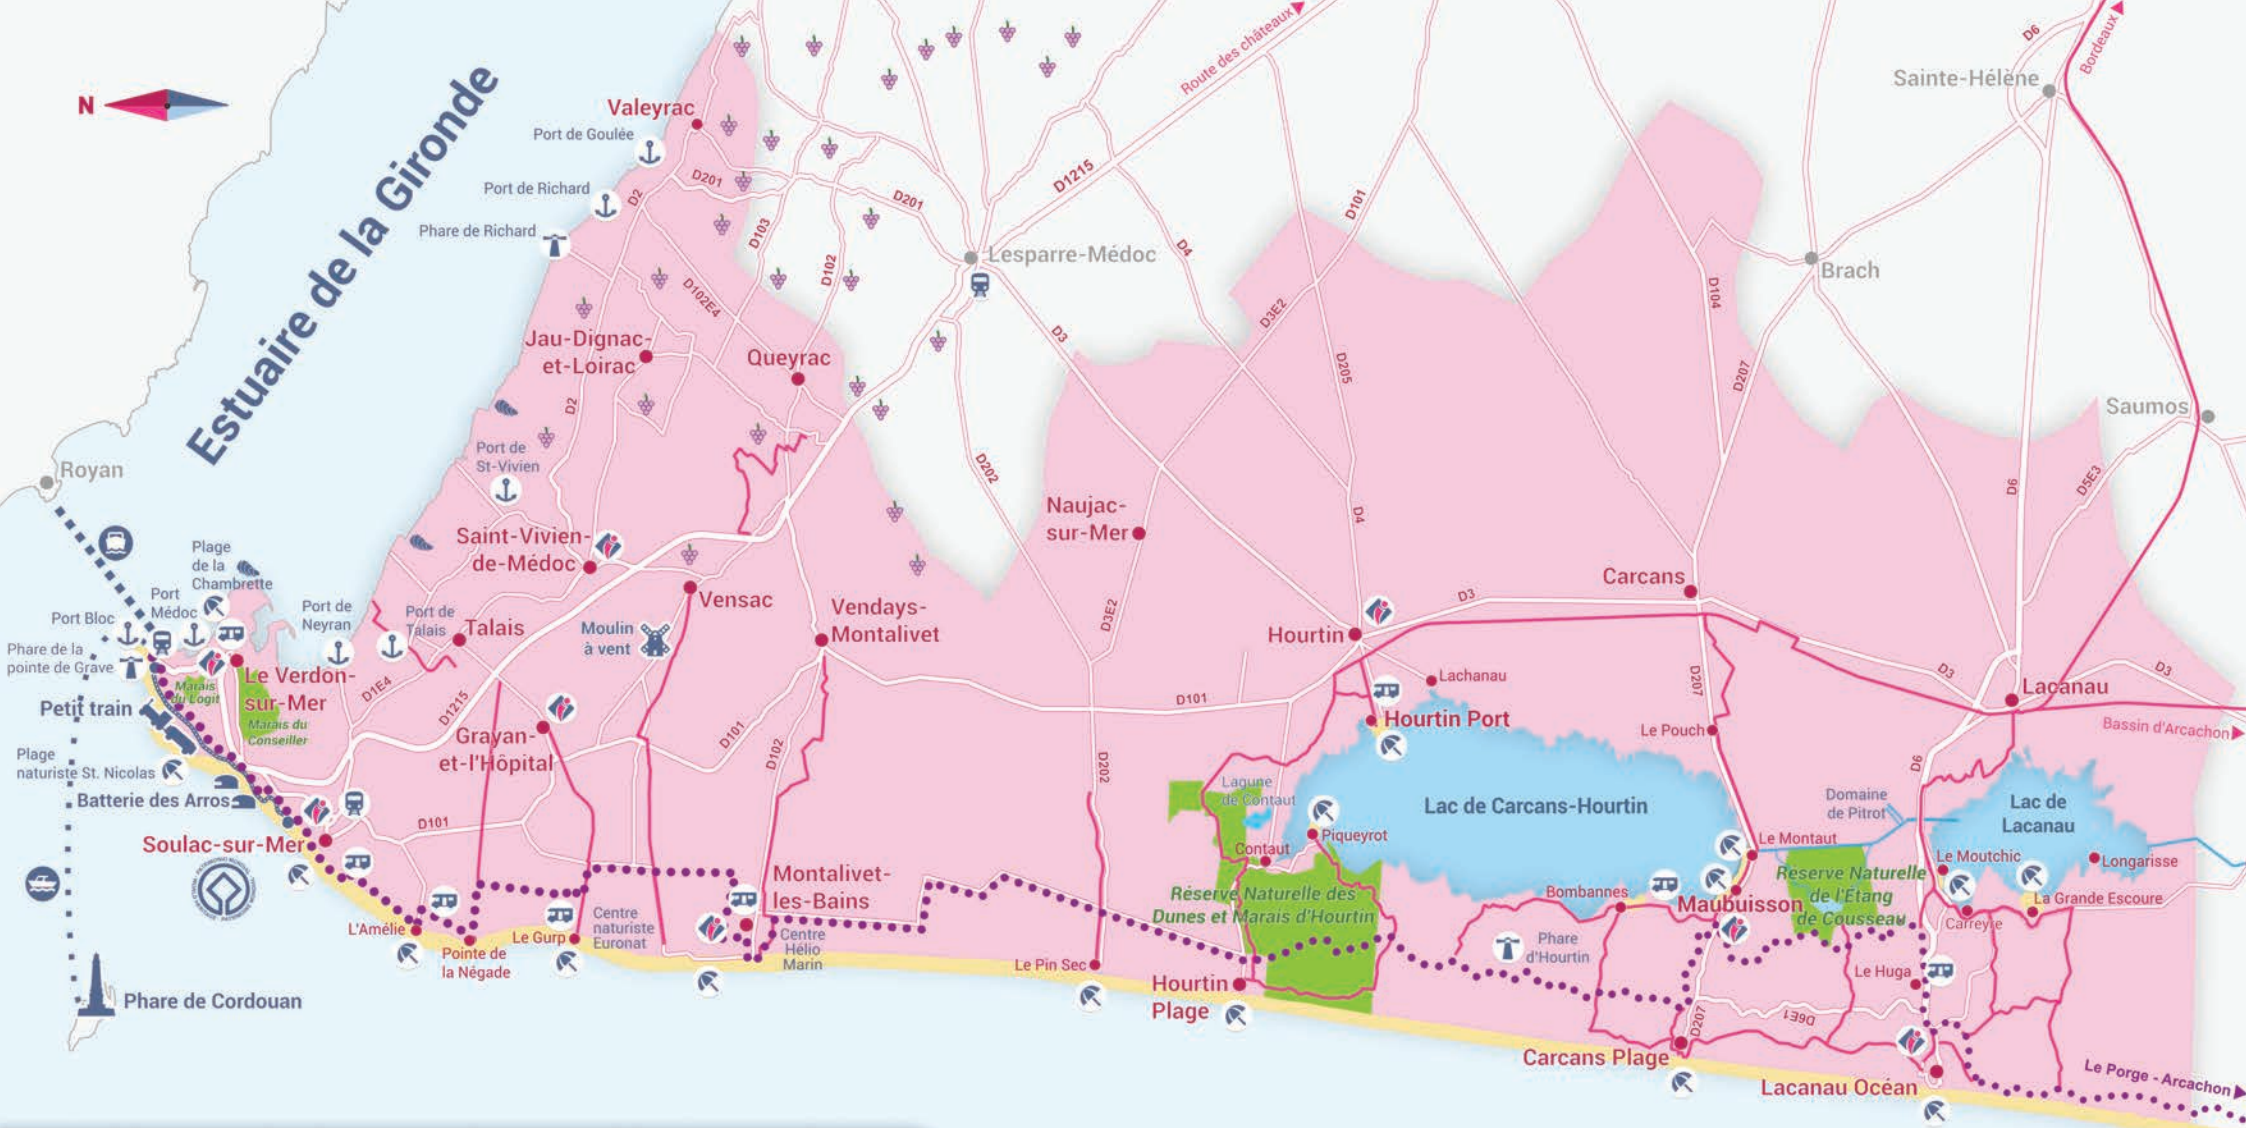 Route des châteaux
Bordeaux
D6
Sainte-Hélène
N
Valeyrac
Port de Goulée
Estuaire de la Gironde
Port de Richard
D201
D2
D201
D1215
D101
Phare de Richard
D103
D102
D4
Lesparre-Médoc
Brach
D102E4
D3E2
D104
D3
Jau-Dignac-
et-Loirac
Queyrac
D205
D207
D2
Saumos
Port de
St-Vivien
Royan
D202
D6
D5E3
Naujac-
sur-Mer
D4
Saint-Vivien-
de-Médoc
Plage
de la
Chambrette
Port
Médoc
Port Bloc
Port de
Neyran
Port de
Talais
Talais
Vensac
Moulin
à vent
Vendays-
Montalivet
D3E2
Hourtin
D3
Carcans
Phare de la
pointe de Grave
Le Verdon-
sur-Mer
Marais
du Logit
Marais du
Conseiller
D1E4
D1215
Lachanau
D207
D3
D3
Lacanau
Petit train
Grayan-
et-l'Hôpital
D101
D102
D101
D202
Hourtin Port
Le Pouch
Bassin d'Arcachon
Plage
naturiste St. Nicolas
Batterie des Arros
D101
Lagune
de Contaut
Lac de Carcans-Hourtin
Domaine
de Pitrot
D6
Lac de
Lacanau
Soulac-sur-Mer
PATRIMONIO MUNDIAL
WORLD HERITAGE
PATRIMOINE MONDIAL
Piqueyrot
Contaut
Le Montaut
Le Moutchic
Longarisse
Montalivet-
les-Bains
Réserve Naturelle des
Dunes et Marais d'Hourtin
Bombannes
Maubuisson
Réserve Naturelle
de l'Étang
de Cousseau
La Grande Escoure
Carreyre
L'Amélie
Pointe de
la Négade
Le Gurp
Centre
naturiste
Euronat
Centre
Hélio
Marin
Le Pin Sec
Phare
d'Hourtin
Le Huga
Hourtin
Plage
Phare de Cordouan
D207
D6E1
Carcans Plage
Lacanau Océan
Le Porge - Arcachon